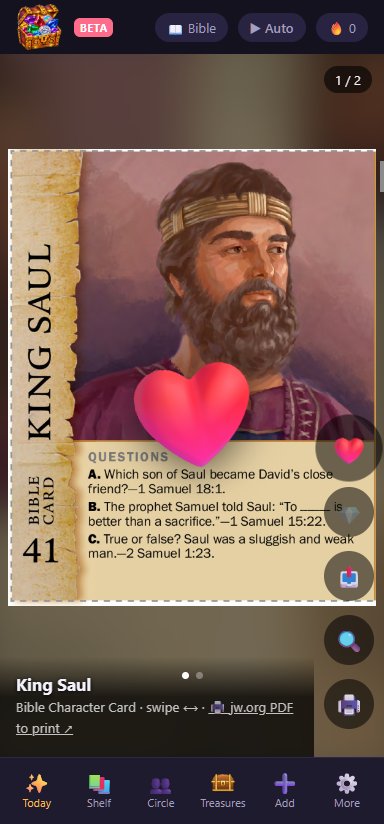 BETA
Bible
Auto
0
1 / 2
KING SAUL
BIBLE
CARD
41
QUESTIONS
A. Which son of Saul became David's close
friend?—1 Samuel 18:1.
B. The prophet Samuel told Saul: “To _____ is
better than a sacrifice.”—1 Samuel 15:22.
C. True or false? Saul was a sluggish and weak
man.—2 Samuel 1:23.
King Saul
Bible Character Card · swipe ↔ · jw.org PDF
to print ↗
Today
Shelf
Circle
Treasures
Add
More